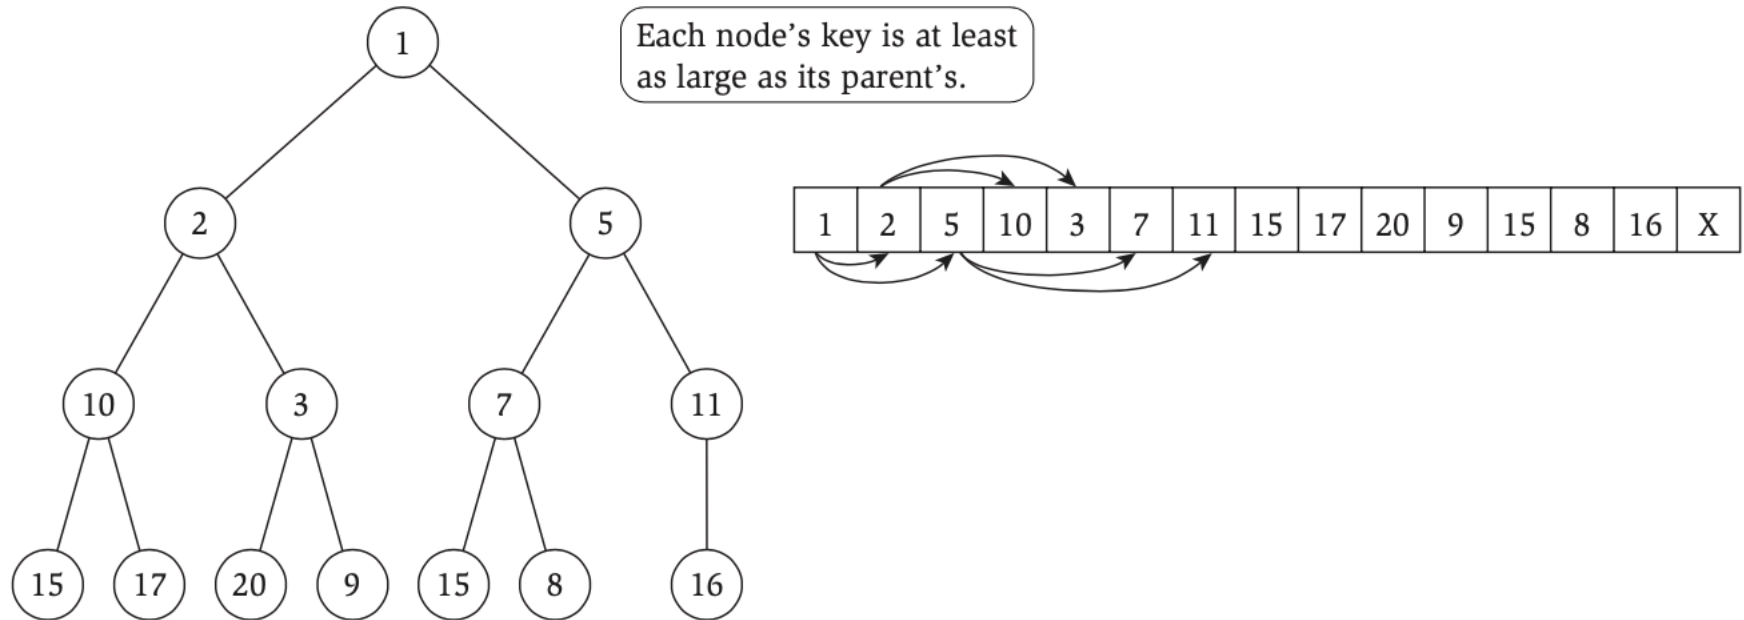 1
Each node’s key is at least
as large as its parent’s.
2 5
1 2 5 10 3 7 11 15 17 20 9 15 8 16 X
10 3 7 11
15 17 20 9 15 8 16